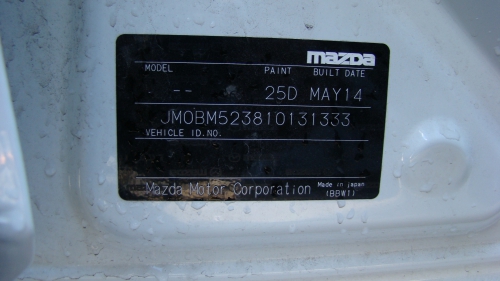 mazda
MODEL PAINT BUILT DATE
-- 25D MAY14
JM0BM523810131333
VEHICLE ID.NO.
Mazda Motor Corporation Made in japan
(BBW1)